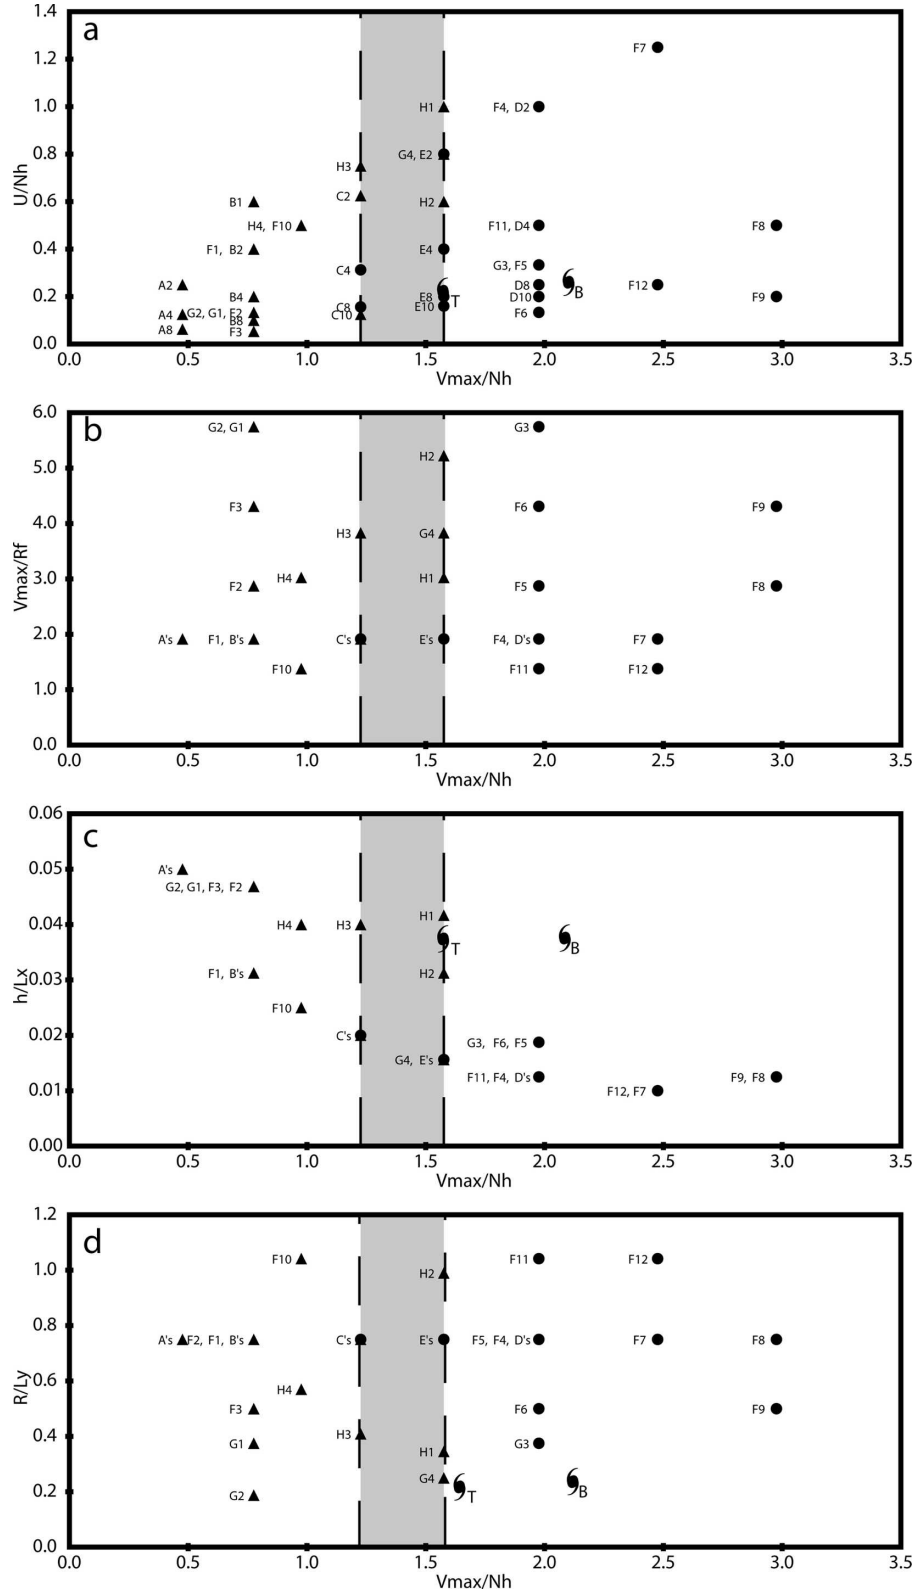 a
1.4
1.2
1.0
0.8
0.6
0.4
0.2
0.0
U/Nh
F7
H1
F4, D2
G4, E2
H3
C2
B1
H2
H4, F10
F11, D4
F8
F1, B2
E4
C4
G3, F5
A2
D8
B
F12
B4
E8
T
D10
F9
C8
E10
A4
G2, G1, F2
C10
F6
B8
A8
F3
0.0 0.5 1.0 1.5 2.0 2.5 3.0 3.5
Vmax/Nh
b
6.0
5.0
4.0
3.0
2.0
1.0
0.0
Vmax/Rf
G2, G1
G3
H2
F3
F6
F9
H3
G4
H4
H1
F2
F5
F8
A's
F1, B's
C's
E's
F4, D's
F7
F10
F11
F12
0.0 0.5 1.0 1.5 2.0 2.5 3.0 3.5
Vmax/Nh
c
0.06
0.05
0.04
0.03
0.02
0.01
0.00
h/Lx
A's
G2, G1, F3, F2
H1
H4
H3
T
B
F1, B's
H2
F10
C's
G3, F6, F5
G4, E's
F11, F4, D's
F9, F8
F12, F7
0.0 0.5 1.0 1.5 2.0 2.5 3.0 3.5
Vmax/Nh
d
1.2
1.0
0.8
0.6
0.4
0.2
0.0
R/Ly
F10
F11
F12
H2
A's
F2, F1, B's
C's
E's
F5, F4, D's
F7
F8
H4
F3
F6
F9
H3
G1
G3
H1
G4
T
B
G2
0.0 0.5 1.0 1.5 2.0 2.5 3.0 3.5
Vmax/Nh